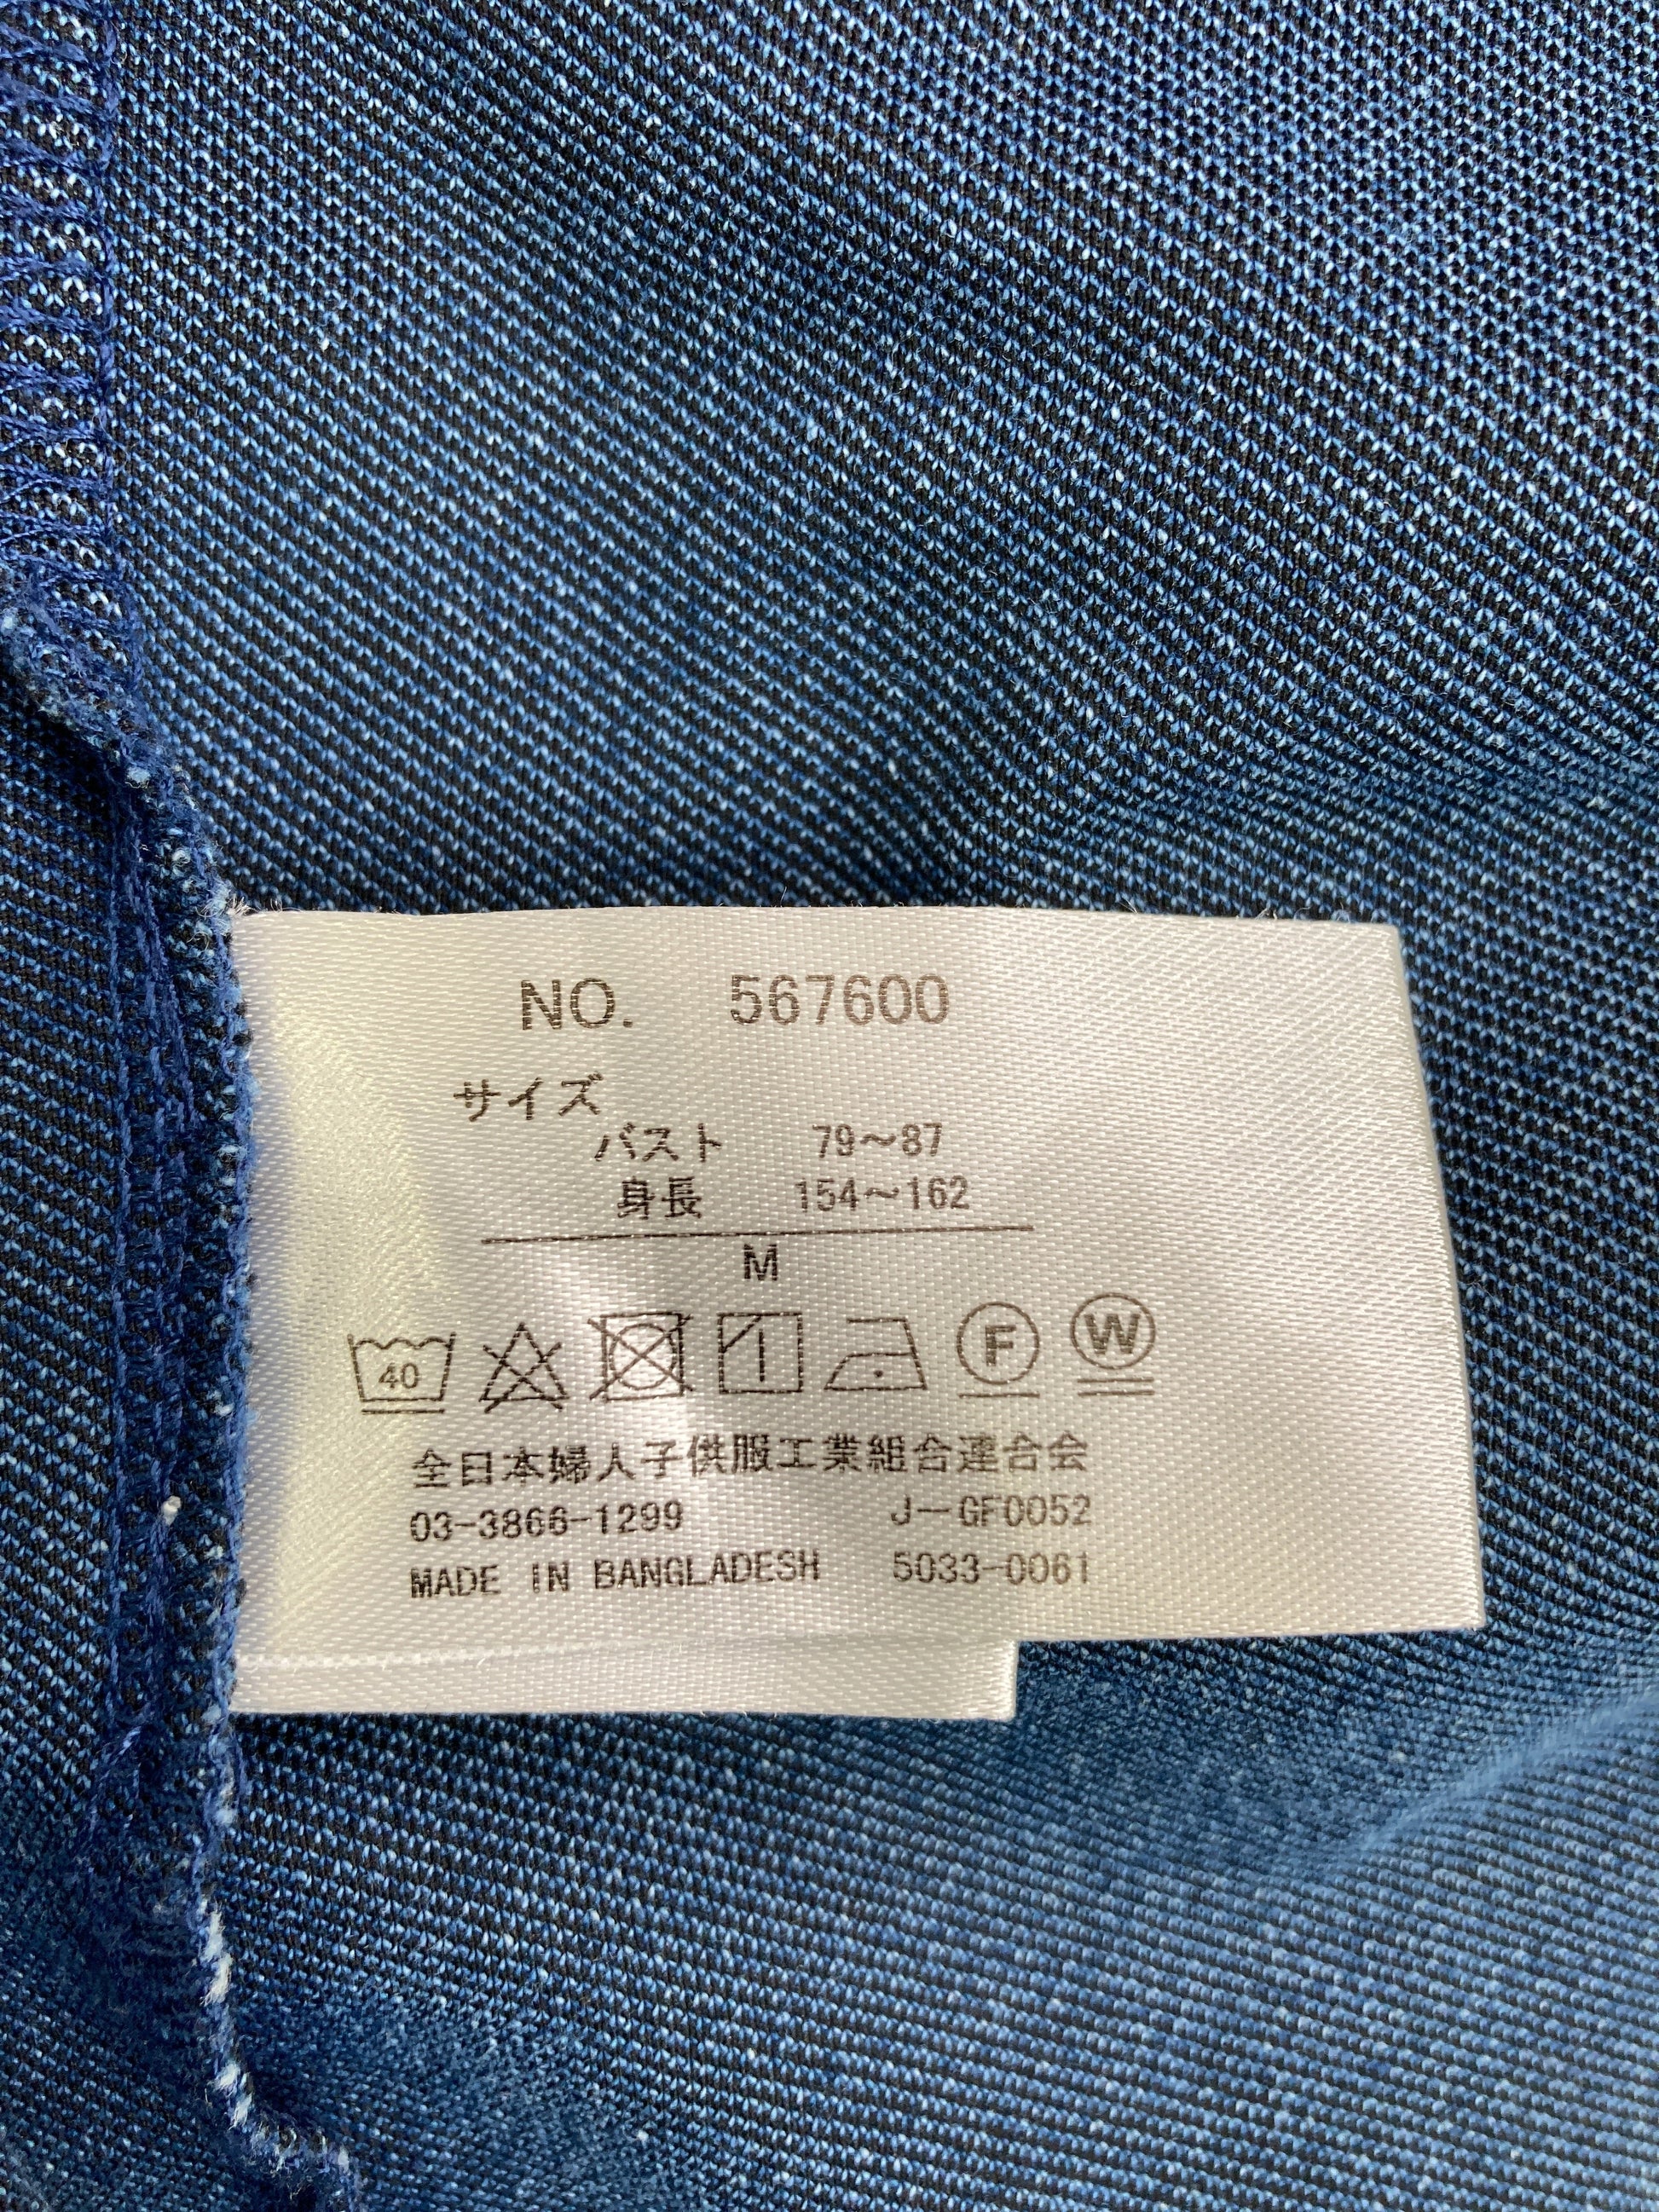 NO. 567600
サイズ
バスト 79～87
身長 154～162
M
40 F W
全日本婦人子供服工業組合連合会
03-3866-1299 J-GF0052
MADE IN BANGLADESH 5033-0061